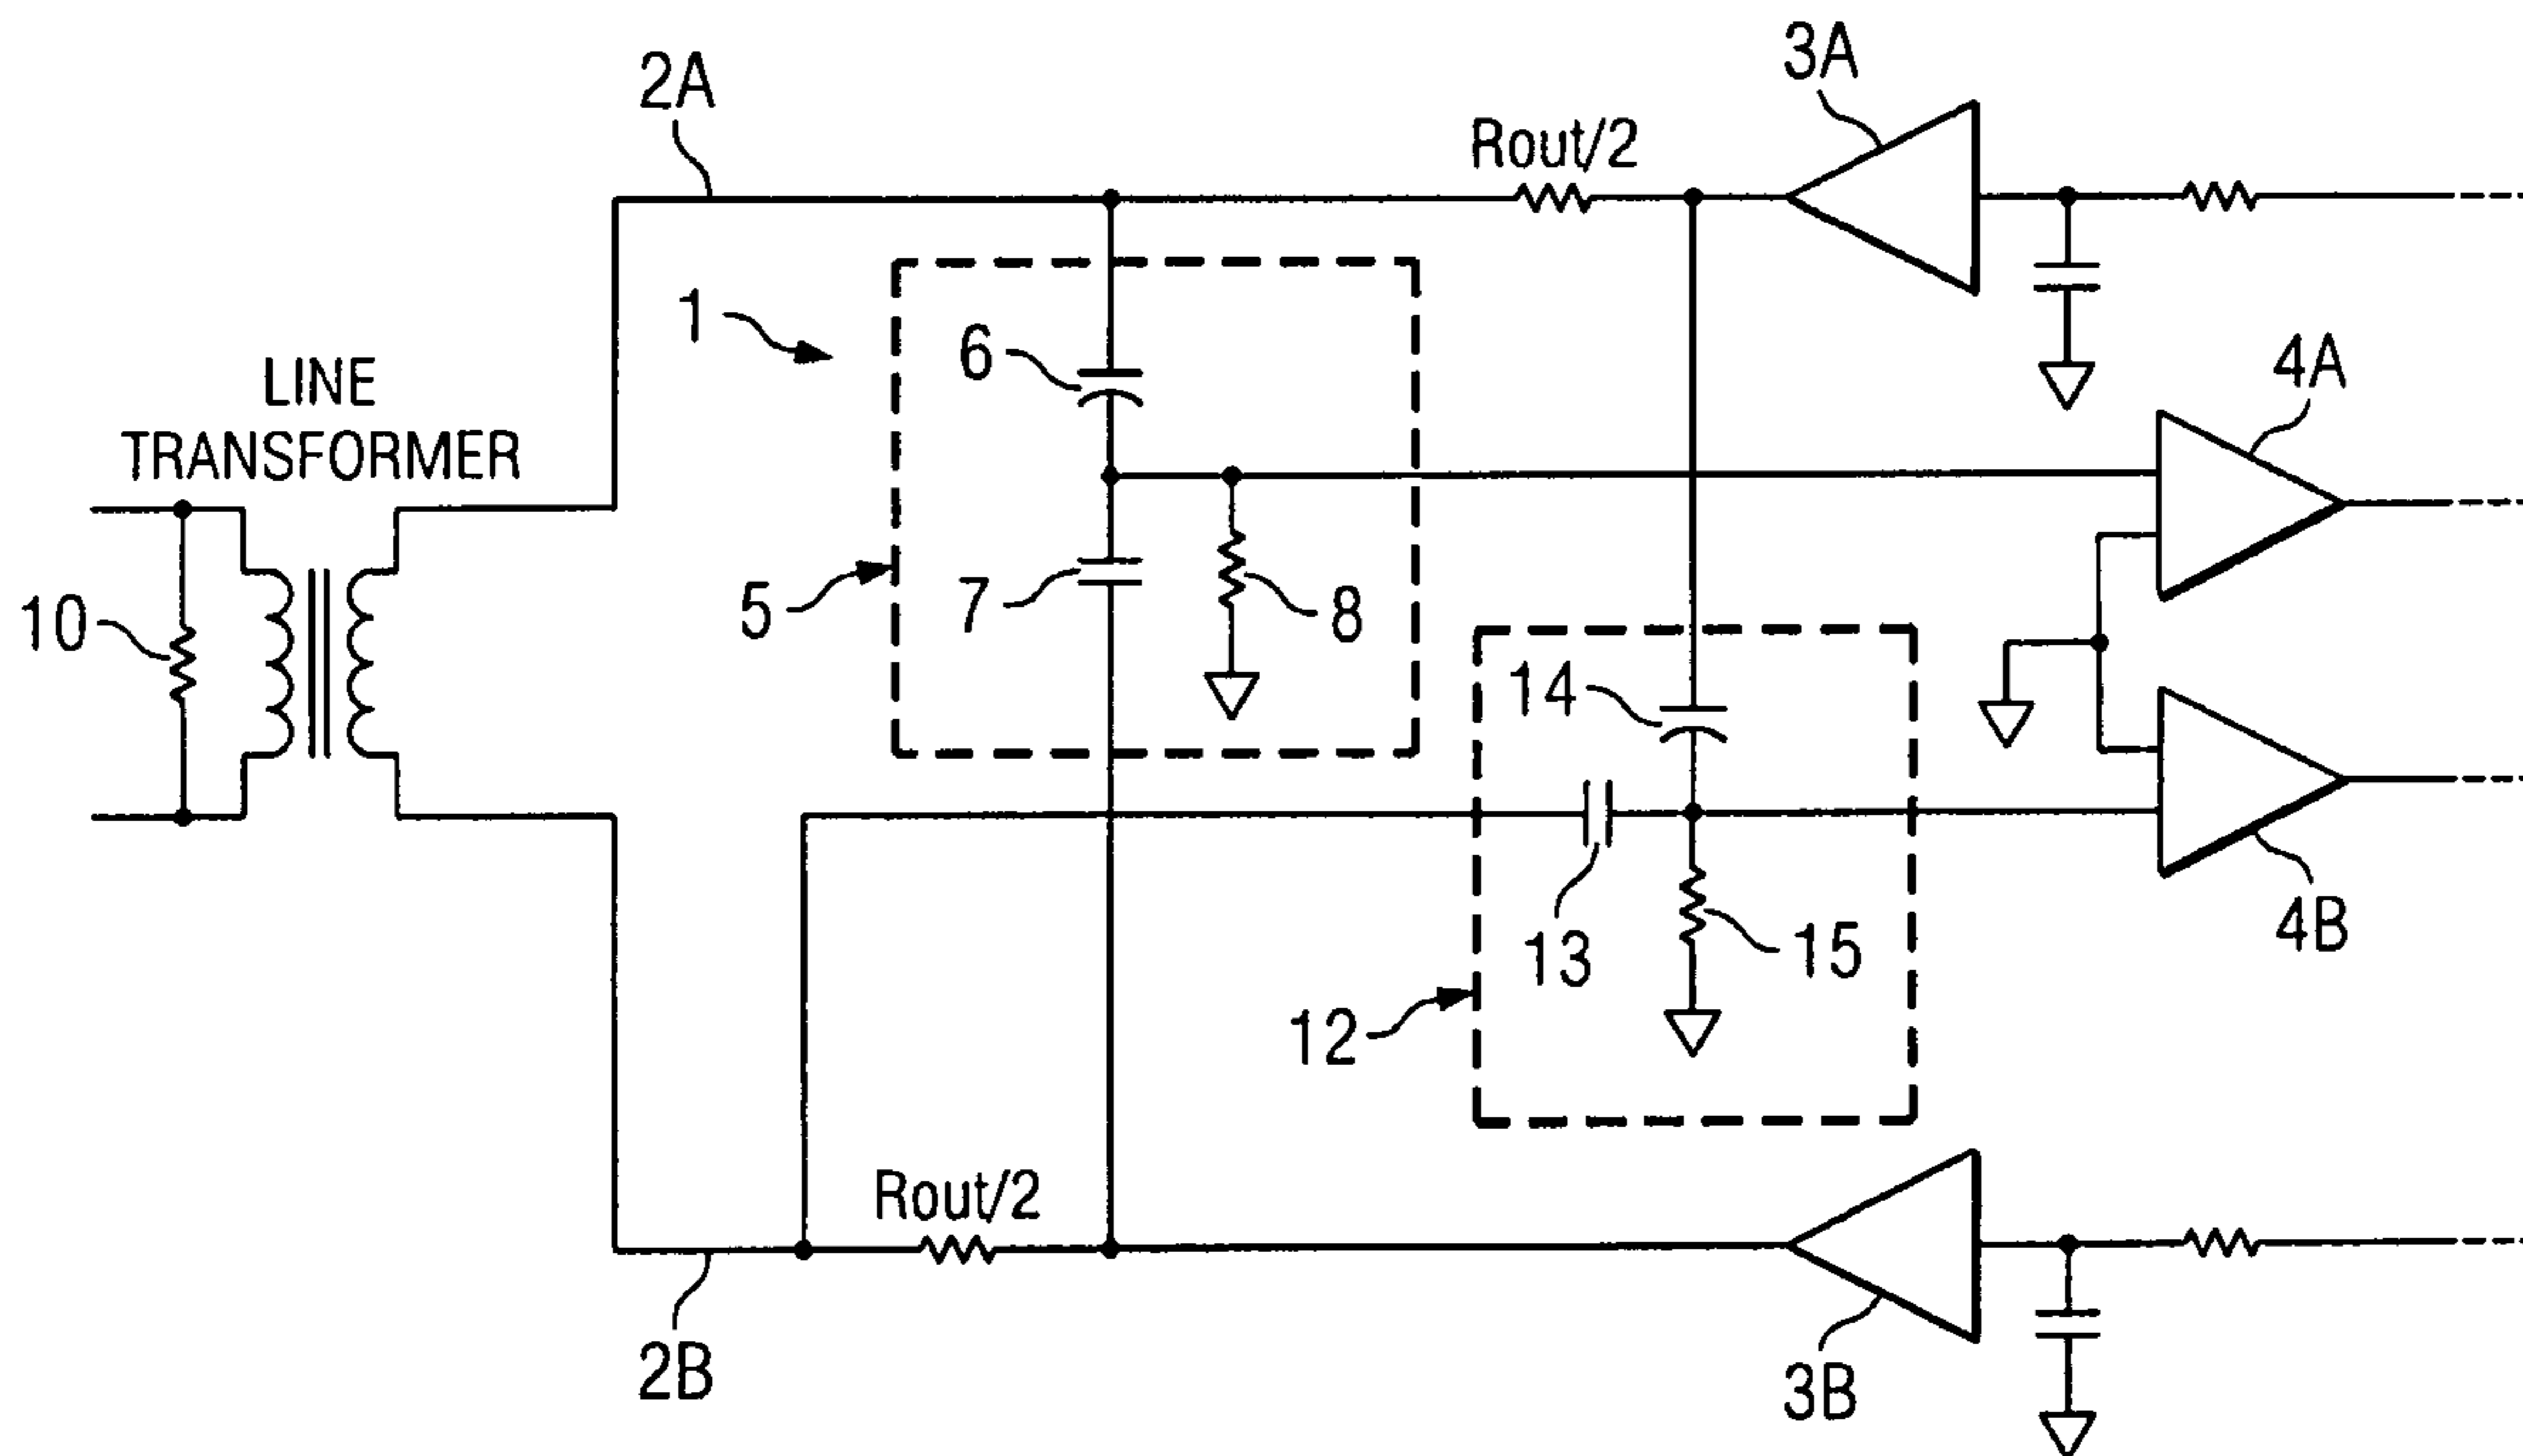 3A
2A
Rout/2
1
6
4A
LINE
TRANSFORMER
5
7
8
10
14
13
15
4B
12
Rout/2
2B
3B